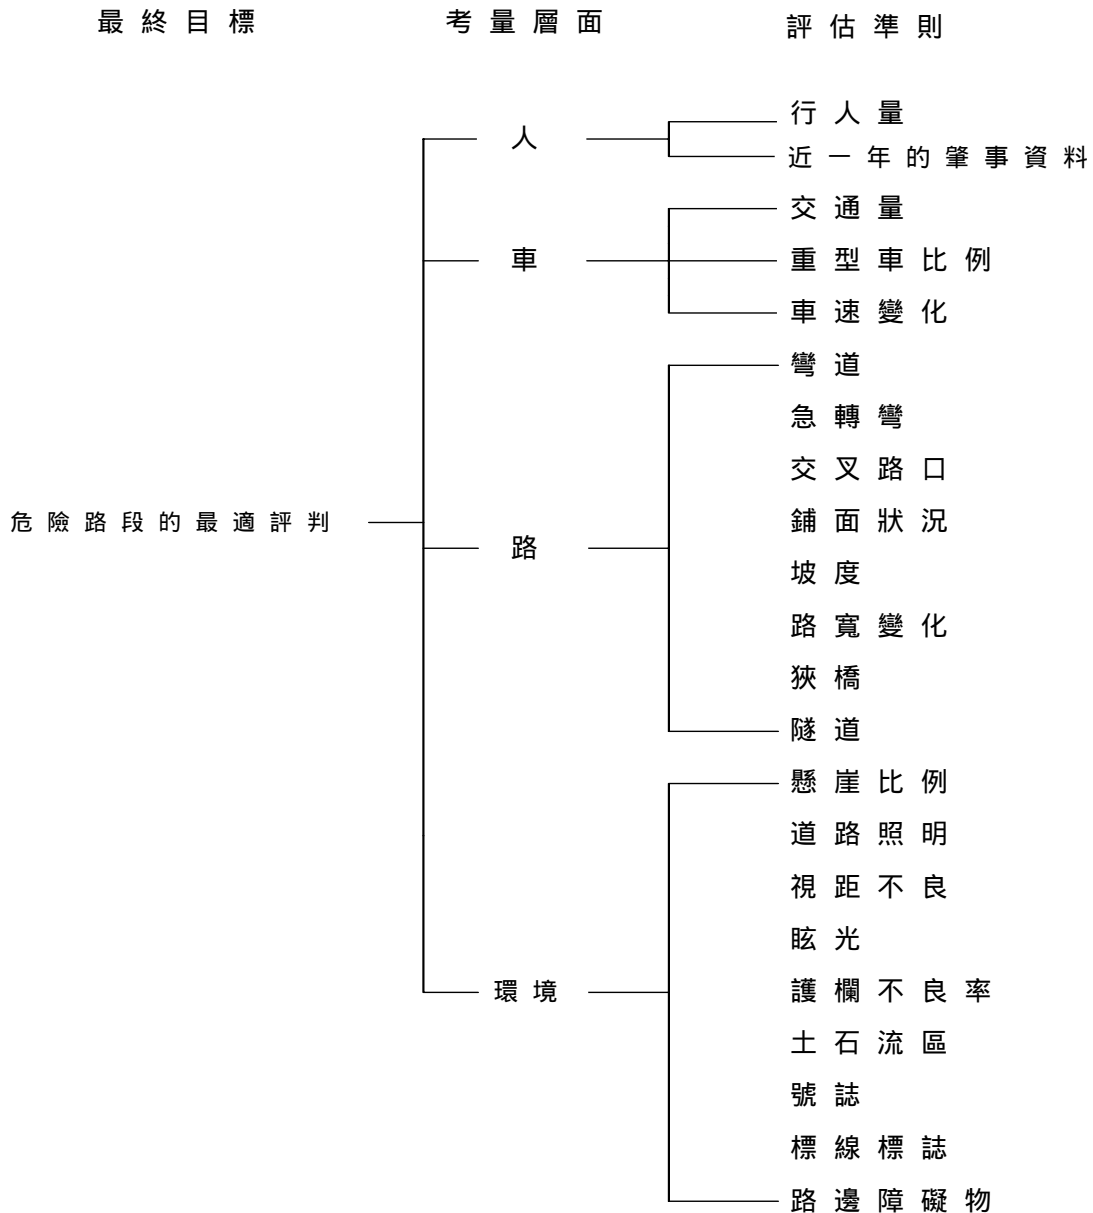 最終目標
考量層面
評估準則
人
行人量
近一年的肇事資料
車
交通量
重型車比例
車速變化
危險路段的最適評判
路
彎道
急轉彎
交叉路口
鋪面狀況
坡度
路寬變化
狹橋
隧道
環境
懸崖比例
道路照明
視距不良
眩光
護欄不良率
土石流區
號誌
標線標誌
路邊障礙物